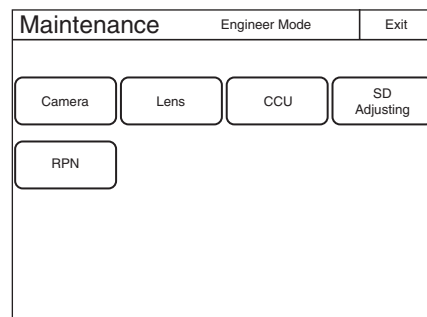 Maintenance Engineer Mode Exit
Camera Lens CCU SD Adjusting
RPN